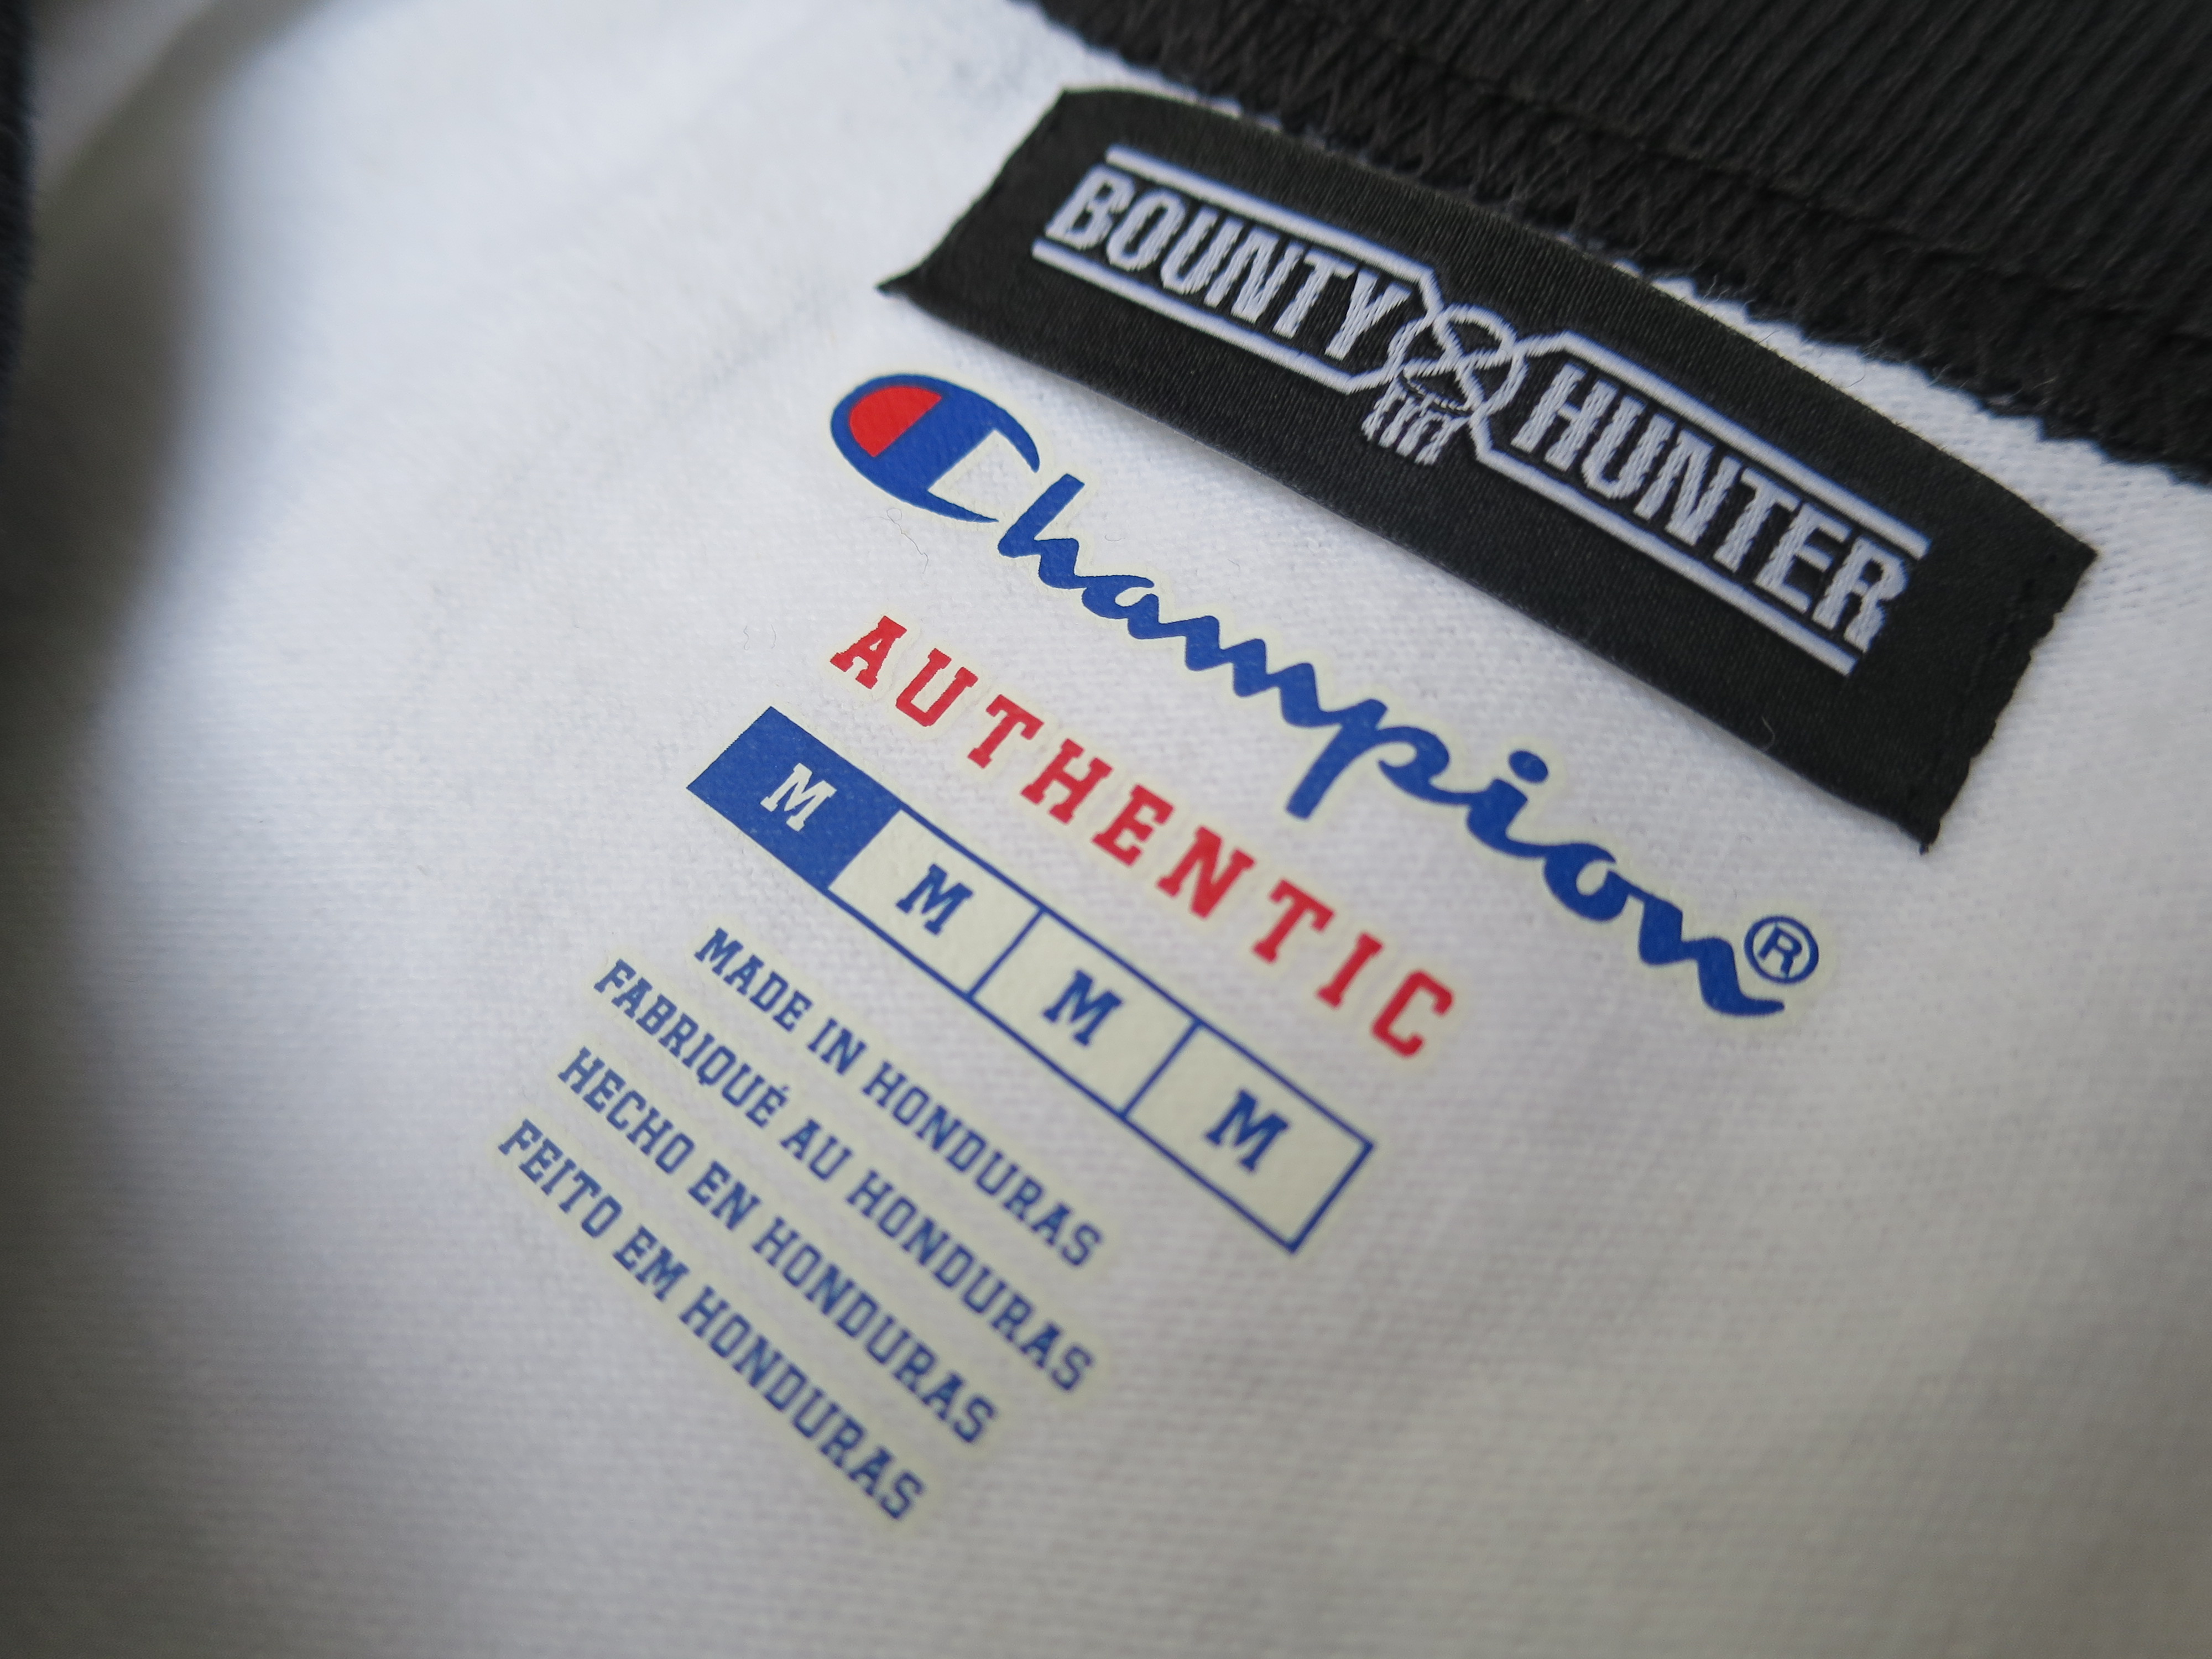 BOUNTY HUNTER
Champion®
AUTHENTIC
M M M M
MADE IN HONDURAS
FABRIQUÉ AU HONDURAS
HECHO EN HONDURAS
FEITO EM HONDURAS